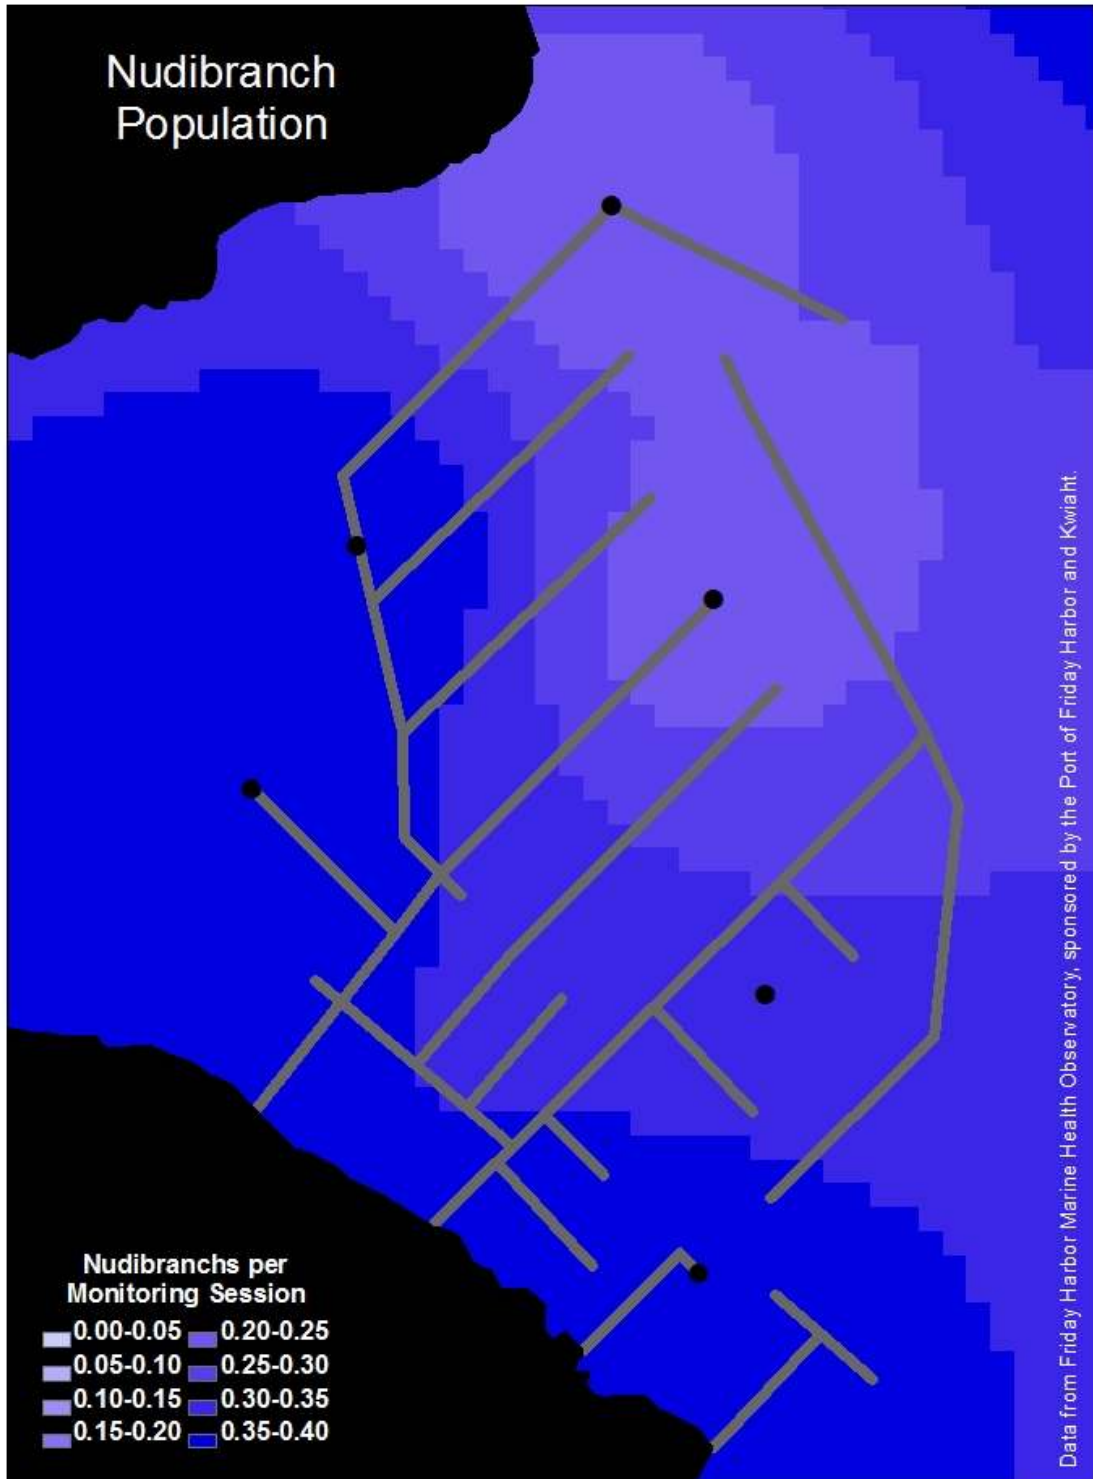 Nudibranch
Population
Data from Friday Harbor Marine Health Observatory, sponsored by the Port of Friday Harbor and Kwiaht.
Nudibranchs per
Monitoring Session
0.00-0.05 0.20-0.25
0.05-0.10 0.25-0.30
0.10-0.15 0.30-0.35
0.15-0.20 0.35-0.40